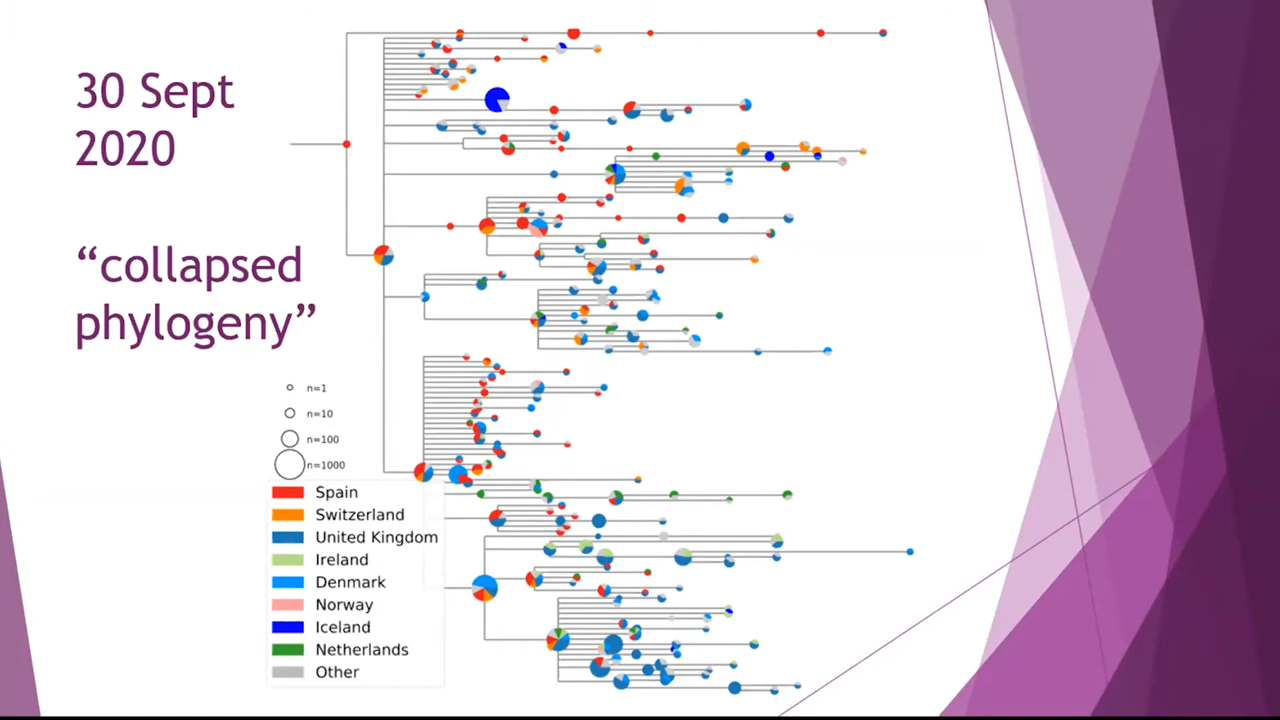 30 Sept
2020
“collapsed
phylogeny”
n=1
n=10
n=100
n=1000
Spain
Switzerland
United Kingdom
Ireland
Denmark
Norway
Iceland
Netherlands
Other